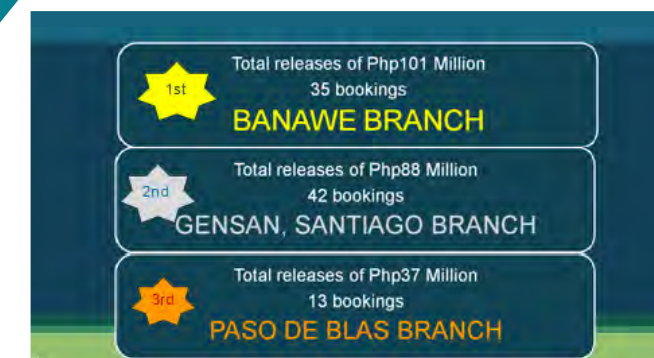 Total releases of Php101 Million
1st
35 bookings
BANAWE BRANCH
Total releases of Php88 Million
2nd
42 bookings
GENSAN, SANTIAGO BRANCH
Total releases of Php37 Million
3rd
13 bookings
PASO DE BLAS BRANCH